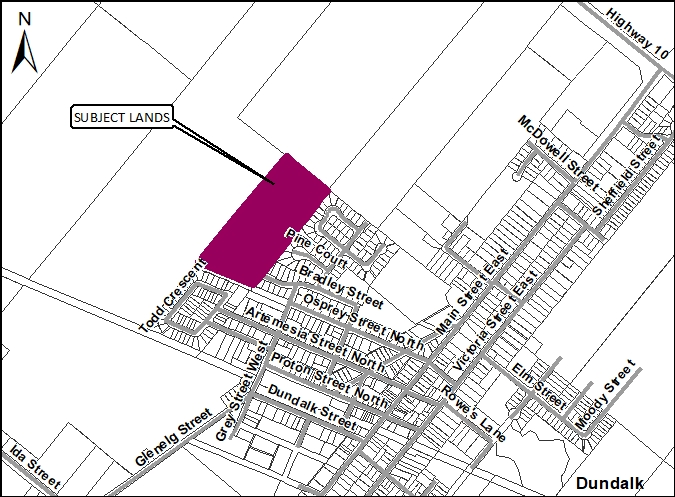 N
Highway 10
SUBJECT LANDS
McDowell Street
Sheffield Street
Pine Court
Todd Crescent
Bradley Street
Osprey Street North
Main Street East
Victoria Street East
Artemesia Street North
Proton Street North
Elm Street
Moody Street
Grey Street West
Dundalk Street
Rowes Lane
Glenelg Street
Ida Street
Dundalk